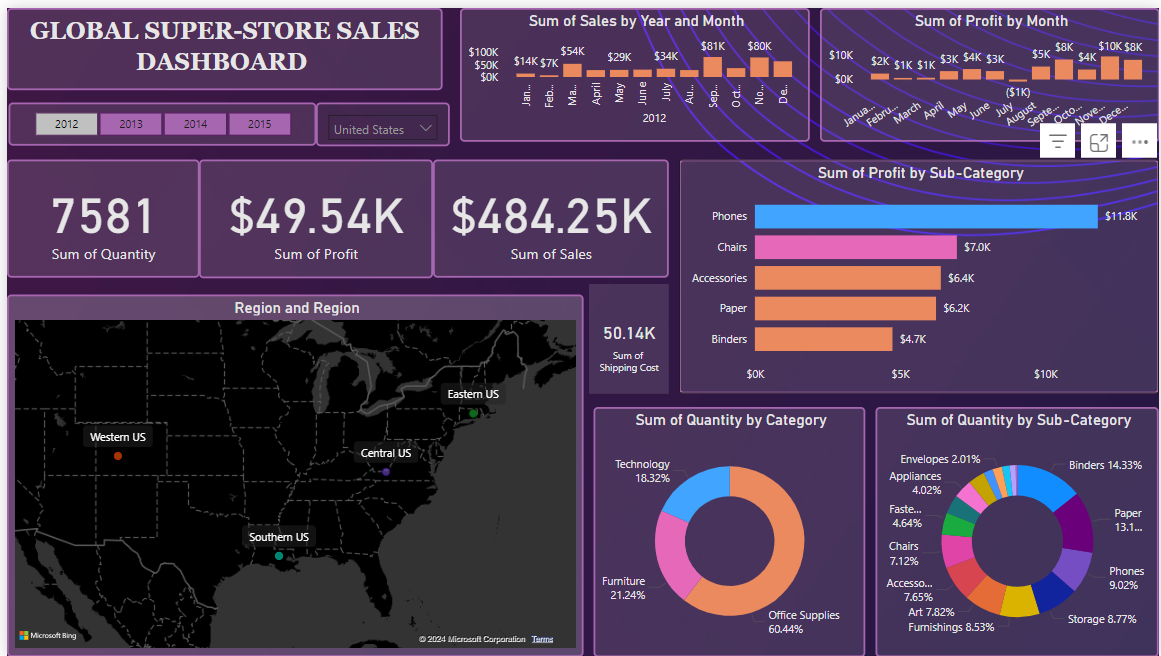 GLOBAL SUPER-STORE SALES
DASHBOARD
2012
2013
2014
2015
United States
Sum of Sales by Year and Month
$100K
$50K
$0K
$14K
$7K
$54K
$29K
$34K
$81K
$80K
Jan...
Feb...
Ma...
April
May
June
July
Au...
Sep...
Oct...
No...
De...
2012
Sum of Profit by Month
$10K
$0K
$2K
$1K
$1K
$3K
$4K
$3K
($1K)
$5K
$8K
$4K
$10K
$8K
Janua...
Febru...
March
April
May
June
July
August
Septe...
Octo...
Nove...
Dece...
7581
Sum of Quantity
$49.54K
Sum of Profit
$484.25K
Sum of Sales
Sum of Profit by Sub-Category
Phones
$11.8K
Chairs
$7.0K
Accessories
$6.4K
Paper
$6.2K
Binders
$4.7K
$0K
$5K
$10K
Region and Region
Eastern US
Western US
Central US
Southern US
Microsoft Bing
© 2024 Microsoft Corporation Terms
50.14K
Sum of
Shipping Cost
Sum of Quantity by Category
Technology
18.32%
Furniture
21.24%
Office Supplies
60.44%
Sum of Quantity by Sub-Category
Envelopes 2.01%
Binders 14.33%
Appliances
4.02%
Paper
13.1...
Faste...
4.64%
Chairs
7.12%
Phones
9.02%
Accesso...
7.65%
Art 7.82%
Storage 8.77%
Furnishings 8.53%